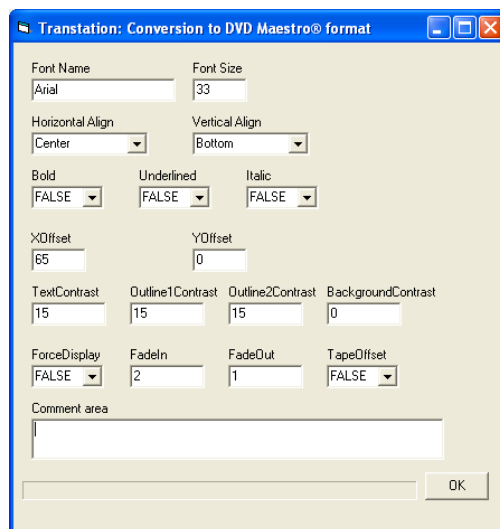 Transtation: Conversion to DVD Maestro® format
Font Name Font Size
Arial 33
Horizontal Align Vertical Align
Center Bottom
Bold Underlined Italic
FALSE FALSE FALSE
XOffset YOffset
65 0
TextContrast Outline1Contrast Outline2Contrast BackgroundContrast
15 15 15 0
ForceDisplay FadeIn FadeOut TapeOffset
FALSE 2 1 FALSE
Comment area
OK